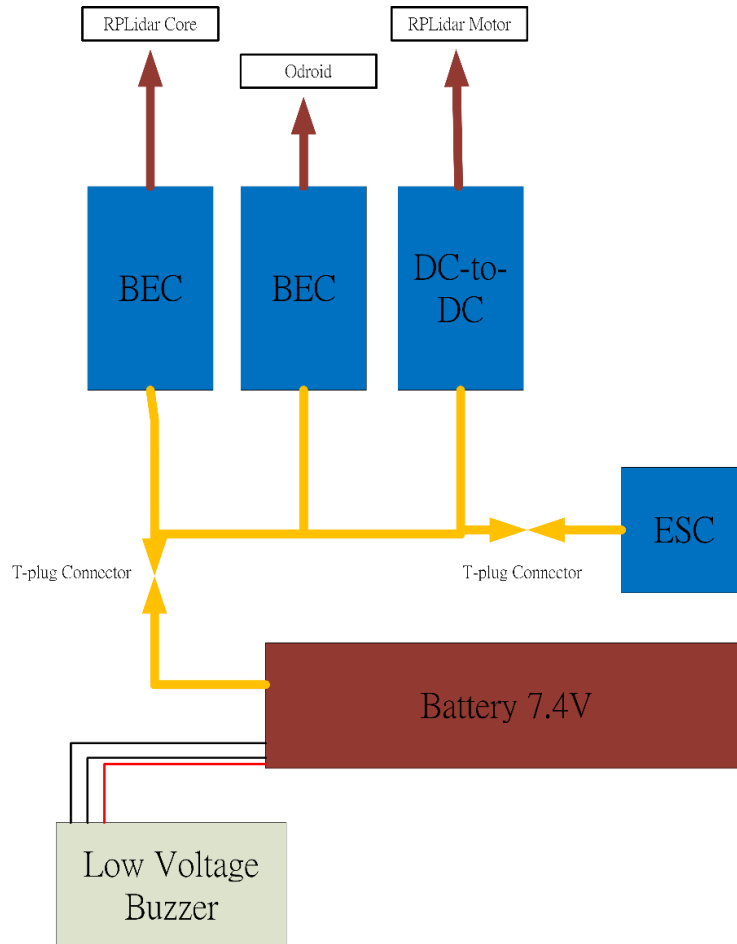 RPLidar Core
RPLidar Motor
Odroid
BEC
BEC
DC-to-
DC
ESC
T-plug Connector
T-plug Connector
Battery 7.4V
Low Voltage
Buzzer